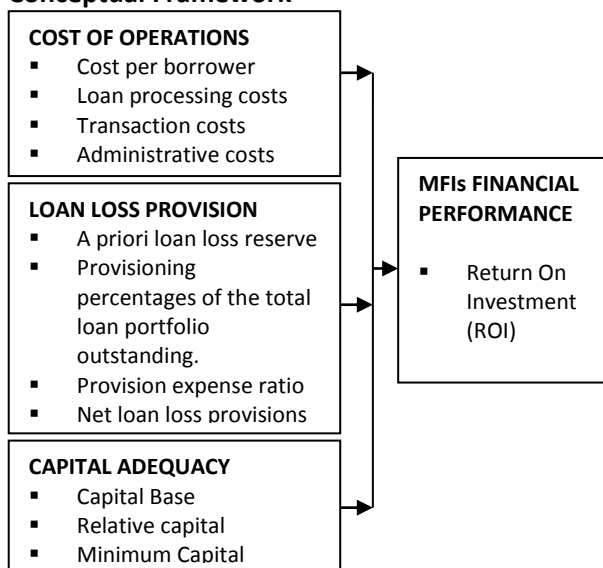 Conceptual Framework
COST OF OPERATIONS
▪ Cost per borrower
▪ Loan processing costs
▪ Transaction costs
▪ Administrative costs
LOAN LOSS PROVISION
▪ A priori loan loss reserve
▪ Provisioning
percentages of the total
loan portfolio
outstanding.
▪ Provision expense ratio
▪ Net loan loss provisions
CAPITAL ADEQUACY
▪ Capital Base
▪ Relative capital
▪ Minimum Capital
MFIs FINANCIAL
PERFORMANCE
▪ Return On
Investment
(ROI)